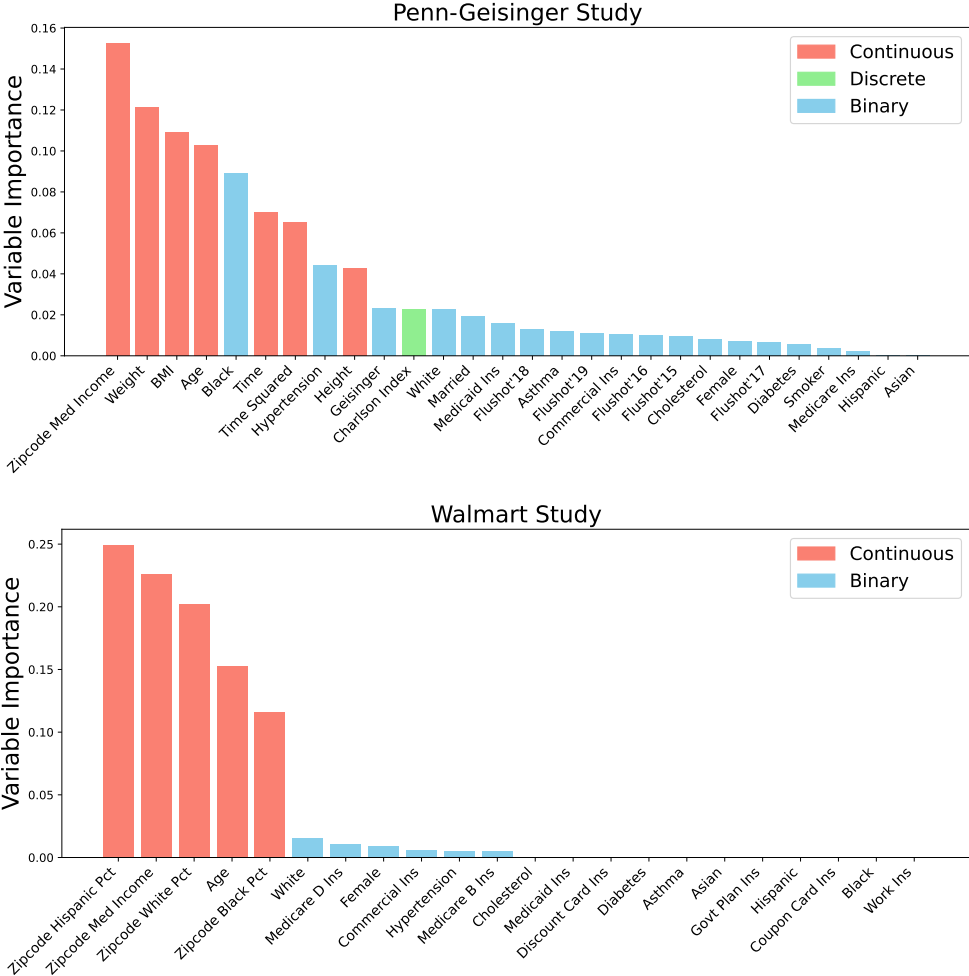 Penn-Geisinger Study
Variable Importance
0.16
0.14
0.12
0.10
0.08
0.06
0.04
0.02
0.00
Continuous
Discrete
Binary
Zipcode Med Income
Weight
BMI
Age
Black
Time
Time Squared
Hypertension
Height
Geisinger
Charlson Index
White
Married
Medicaid Ins
Flushot'18
Asthma
Flushot'19
Commercial Ins
Flushot'16
Flushot'15
Cholesterol
Female
Flushot'17
Diabetes
Smoker
Medicare Ins
Hispanic
Asian
Walmart Study
Variable Importance
0.25
0.20
0.15
0.10
0.05
0.00
Continuous
Binary
Zipcode Hispanic Pct
Zipcode Med Income
Zipcode White Pct
Age
Zipcode Black Pct
White
Medicare D Ins
Female
Commercial Ins
Hypertension
Medicare B Ins
Cholesterol
Medicaid Ins
Discount Card Ins
Diabetes
Asthma
Asian
Govt Plan Ins
Hispanic
Coupon Card Ins
Black
Work Ins